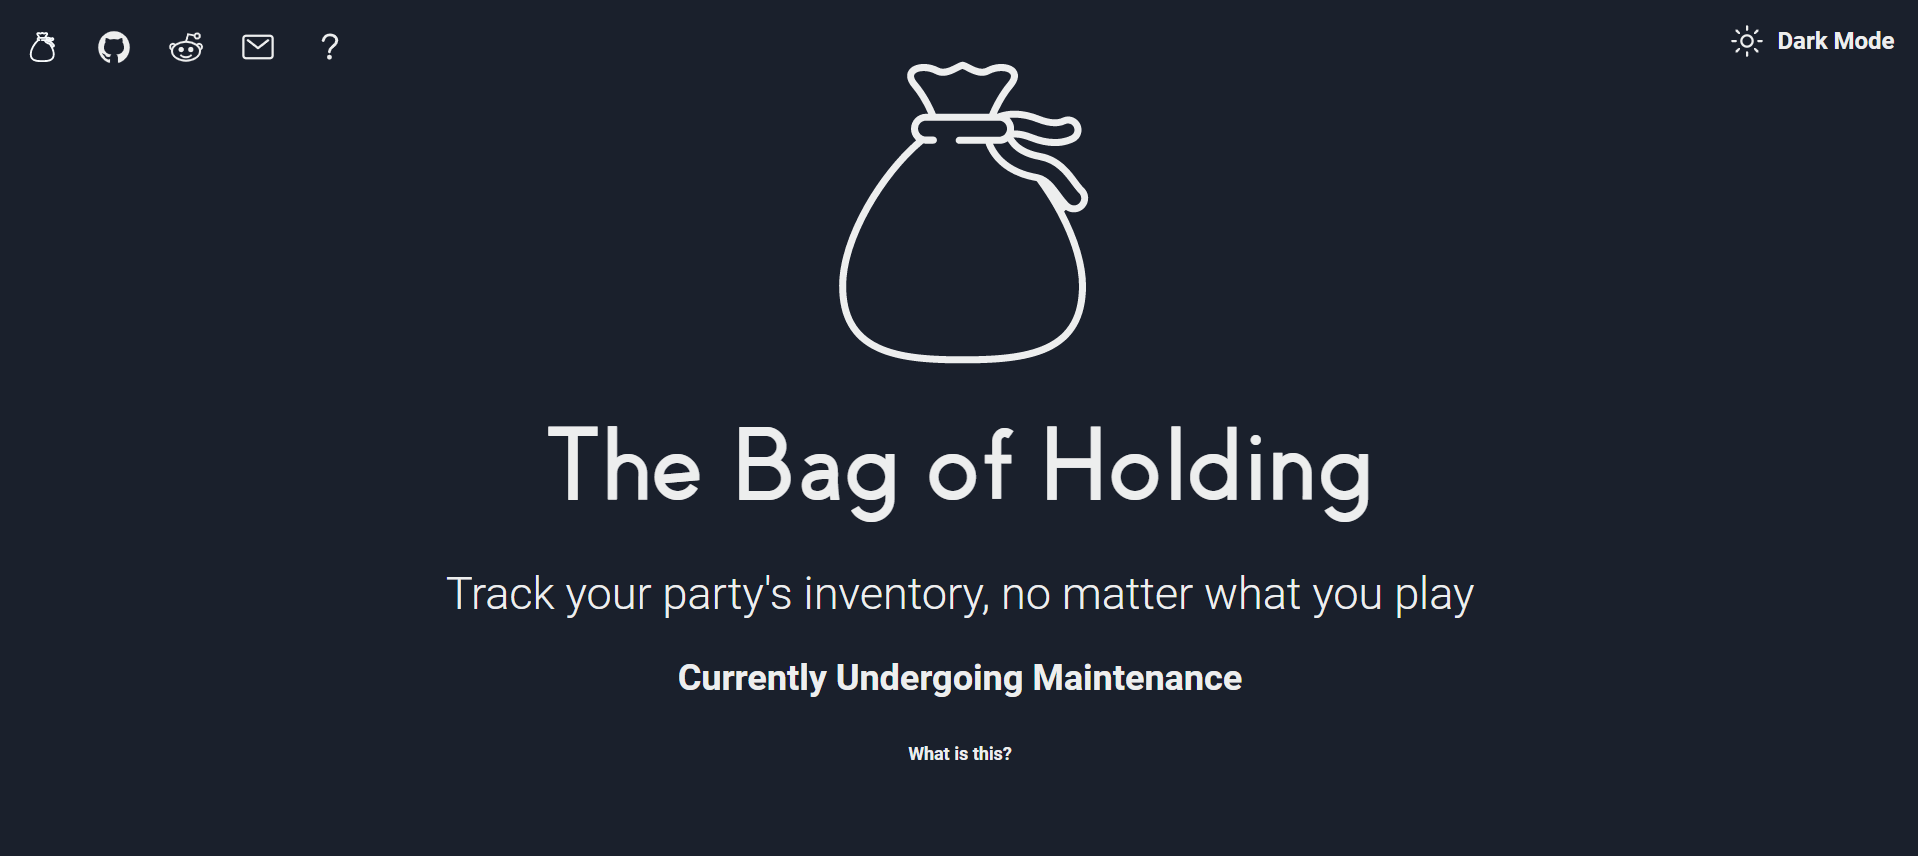 Dark Mode
The Bag of Holding
Track your party's inventory, no matter what you play
Currently Undergoing Maintenance
What is this?